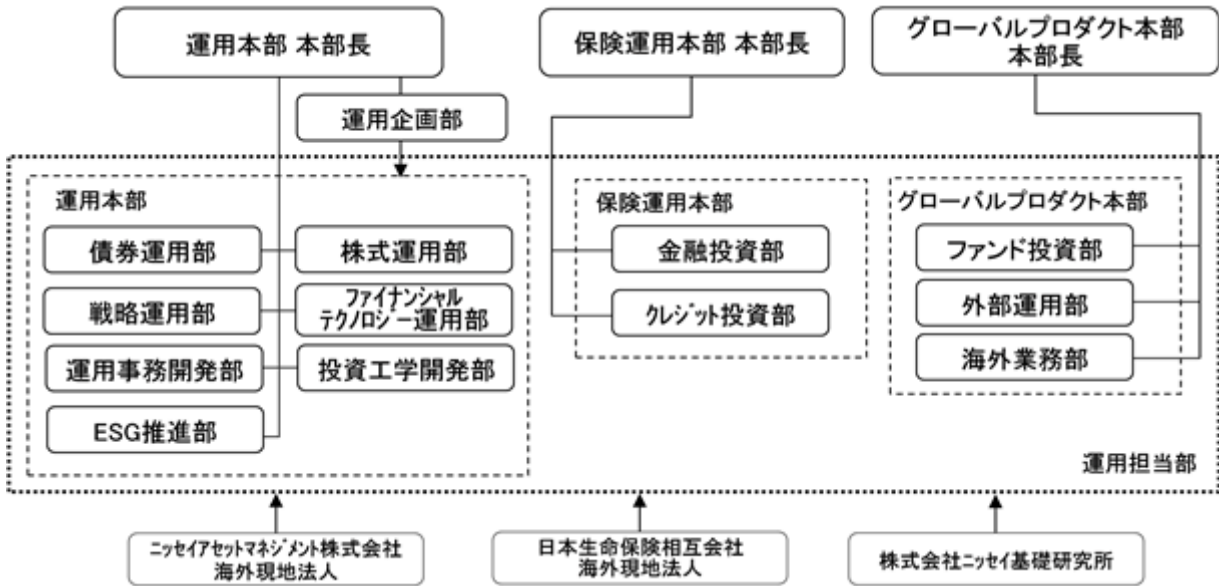 運用本部 本部長
保険運用本部 本部長
グローバルプロダクト本部
本部長
運用企画部
運用本部
債券運用部
株式運用部
戦略運用部
ファイナンシャル
テクノロジー運用部
運用事務開発部
投資工学開発部
ESG推進部
保険運用本部
金融投資部
クレジット投資部
グローバルプロダクト本部
ファンド投資部
外部運用部
海外業務部
運用担当部
ニッセイアセットマネジメント株式会社
海外現地法人
日本生命保険相互会社
海外現地法人
株式会社ニッセイ基礎研究所